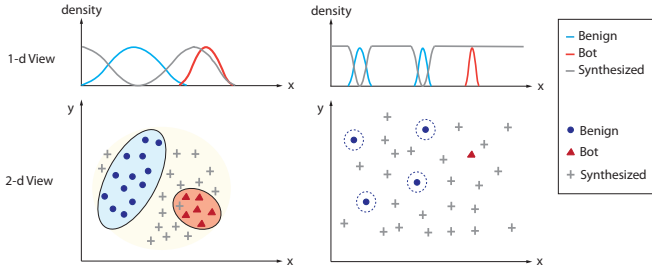 density
density
1-d View
x
x
Benign
Bot
Synthesized
y
y
2-d View
x
x
Benign
Bot
Synthesized